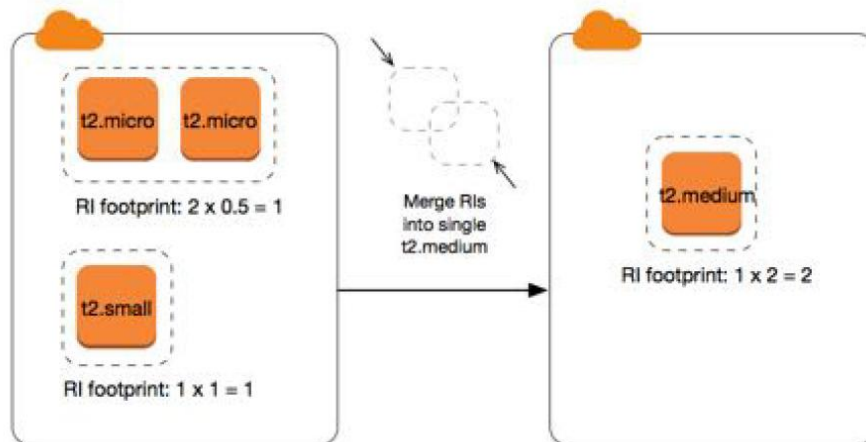 t2.micro t2.micro
RI footprint: 2 x 0.5 = 1
t2.small
RI footprint: 1 x 1 = 1
Merge RIs
into single
t2.medium
t2.medium
RI footprint: 1 x 2 = 2